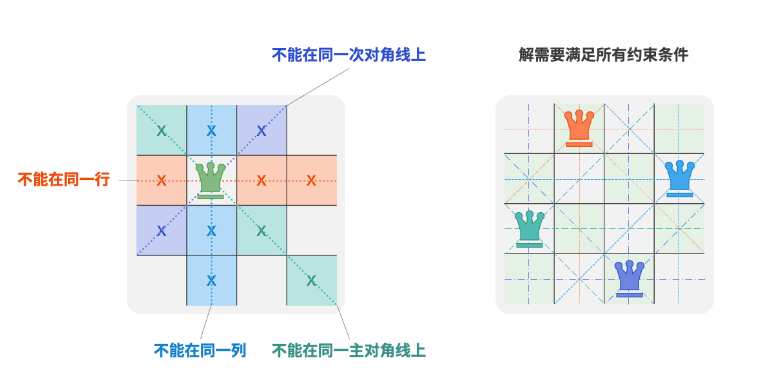 不能在同一次对角线上
解需要满足所有约束条件
X X X
不能在同一行
X X X
X X X
X X
不能在同一列
不能在同一主对角线上